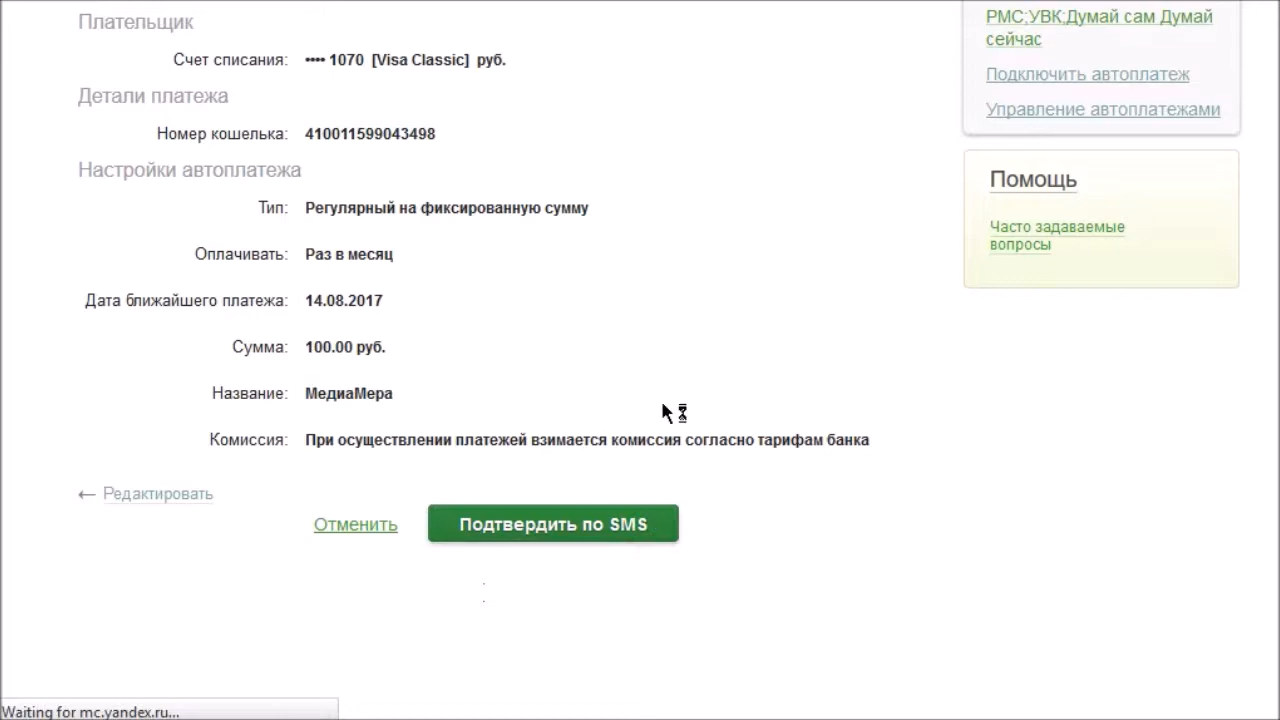 Плательщик
Счет списания: •••• 1070 [Visa Classic] руб.
Детали платежа
Номер кошелька: 410011599043498
Настройки автоплатежа
Тип: Регулярный на фиксированную сумму
Оплачивать: Раз в месяц
Дата ближайшего платежа: 14.08.2017
Сумма: 100.00 руб.
Название: МедиаМера
Комиссия: При осуществлении платежей взимается комиссия согласно тарифам банка
← Редактировать
Отменить
Подтвердить по SMS
РМС;УВК;Думай сам Думай
сейчас
Подключить автоплатеж
Управление автоплатежами
Помощь
Часто задаваемые
вопросы
Waiting for mc.yandex.ru...